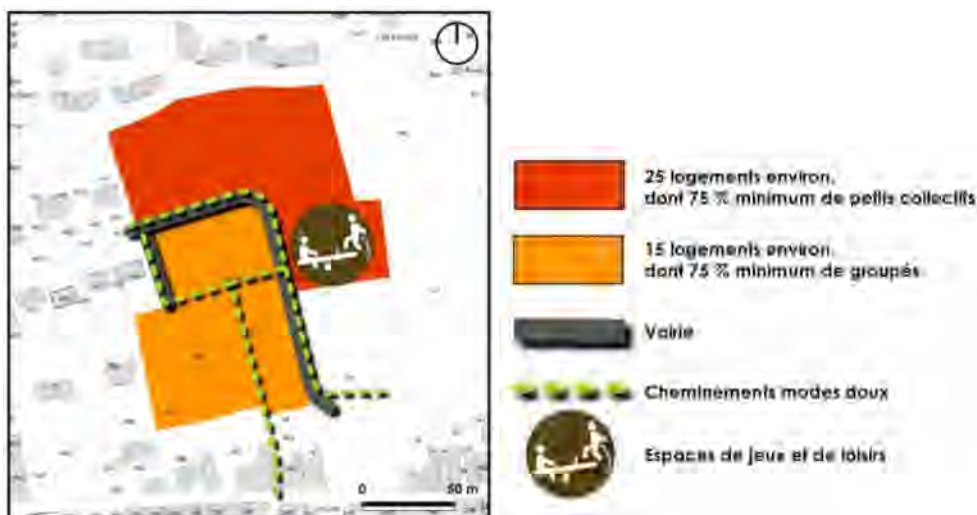 25 logements environ,
dont 75 % minimum de petits collectifs
15 logements environ,
dont 75 % minimum de groupés
Voirie
Cheminements modes doux
Espaces de jeux et de loisirs
0 50 m